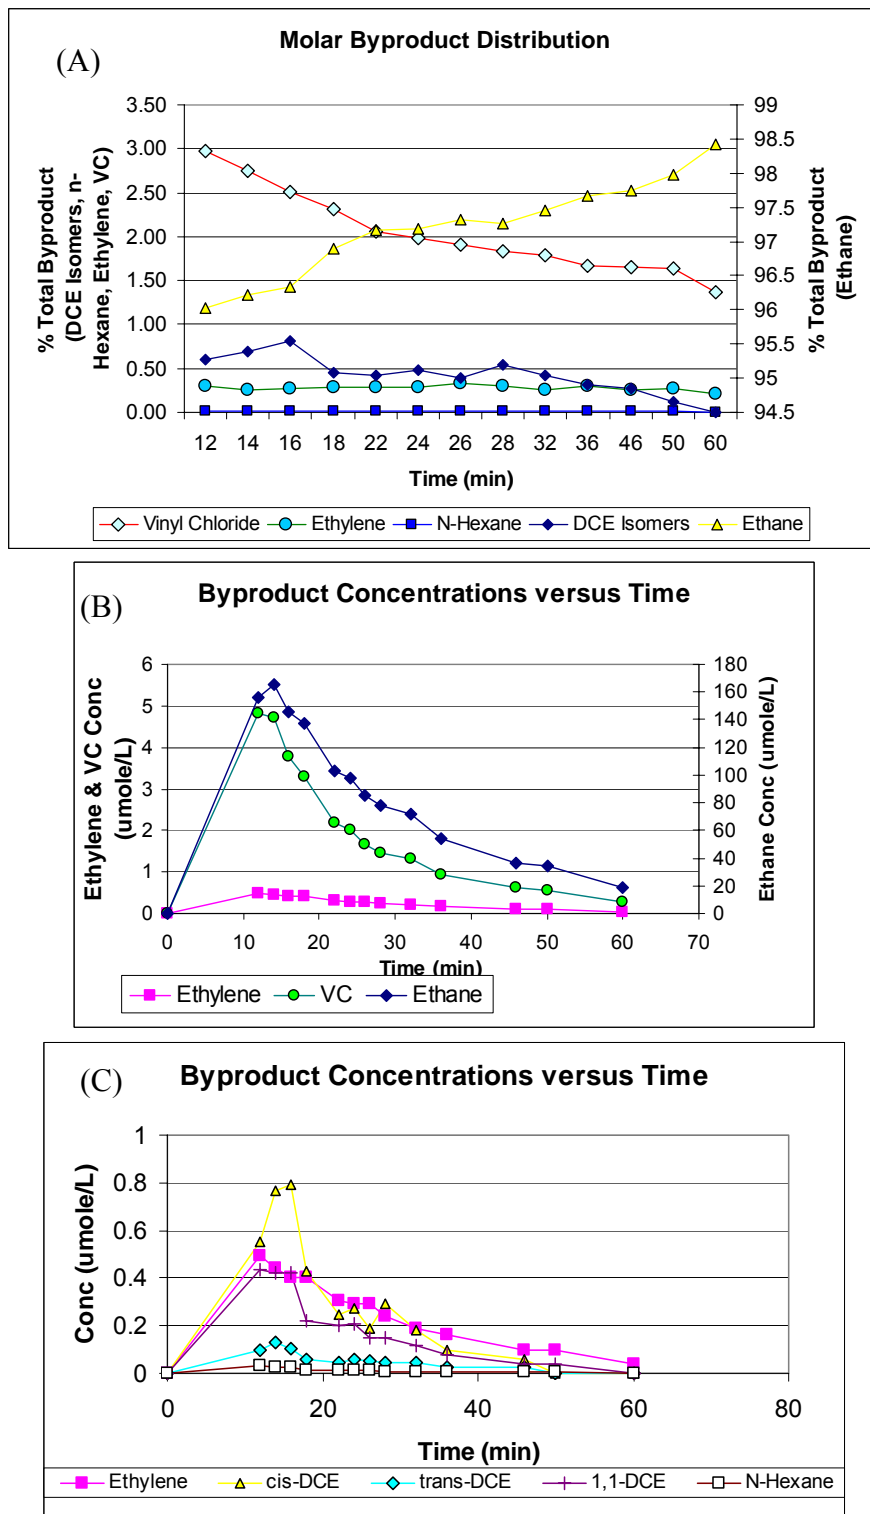 (A)
Molar Byproduct Distribution
% Total Byproduct
(DCE Isomers, n-
Hexane, Ethylene, VC)
3.50
3.00
2.50
2.00
1.50
1.00
0.50
0.00
99
98.5
98
97.5
97
96.5
96
95.5
95
94.5
% Total Byproduct
(Ethane)
12 14 16 18 22 24 26 28 32 36 46 50 60
Time (min)
Vinyl Chloride Ethylene N-Hexane DCE Isomers Ethane
(B)
Byproduct Concentrations versus Time
Ethylene & VC Conc
(umole/L)
6
5
4
3
2
1
0
180
160
140
120
100
80
60
40
20
0
Ethane Conc (umole/L)
0 10 20 30 40 50 60 70
Time (min)
Ethylene VC Ethane
(C)
Byproduct Concentrations versus Time
Conc (umole/L)
1
0.8
0.6
0.4
0.2
0
0 20 40 60 80
Time (min)
Ethylene cis-DCE trans-DCE 1,1-DCE N-Hexane